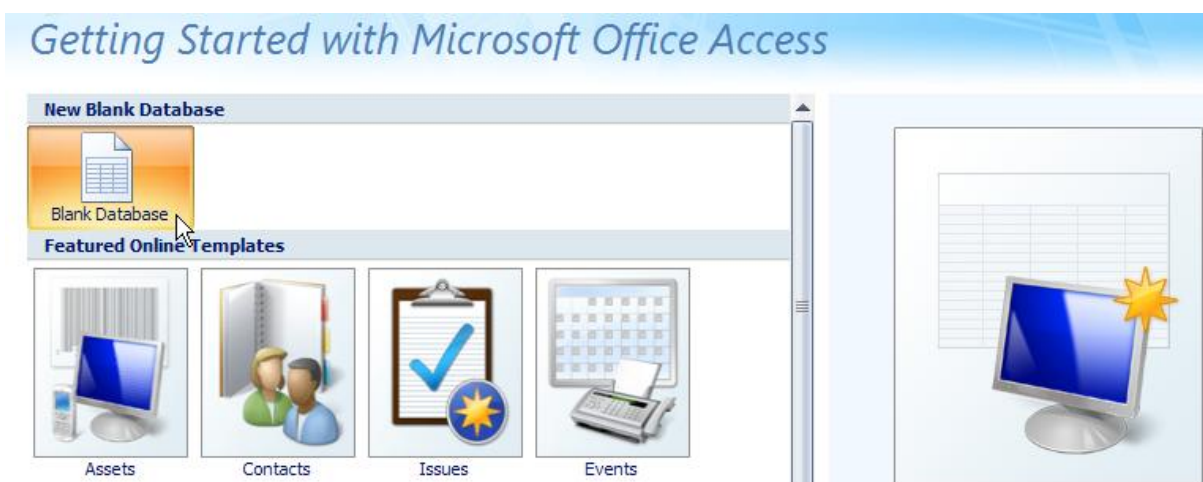 Getting Started with Microsoft Office Access
New Blank Database
Blank Database
Featured Online Templates
Assets
Contacts
Issues
Events